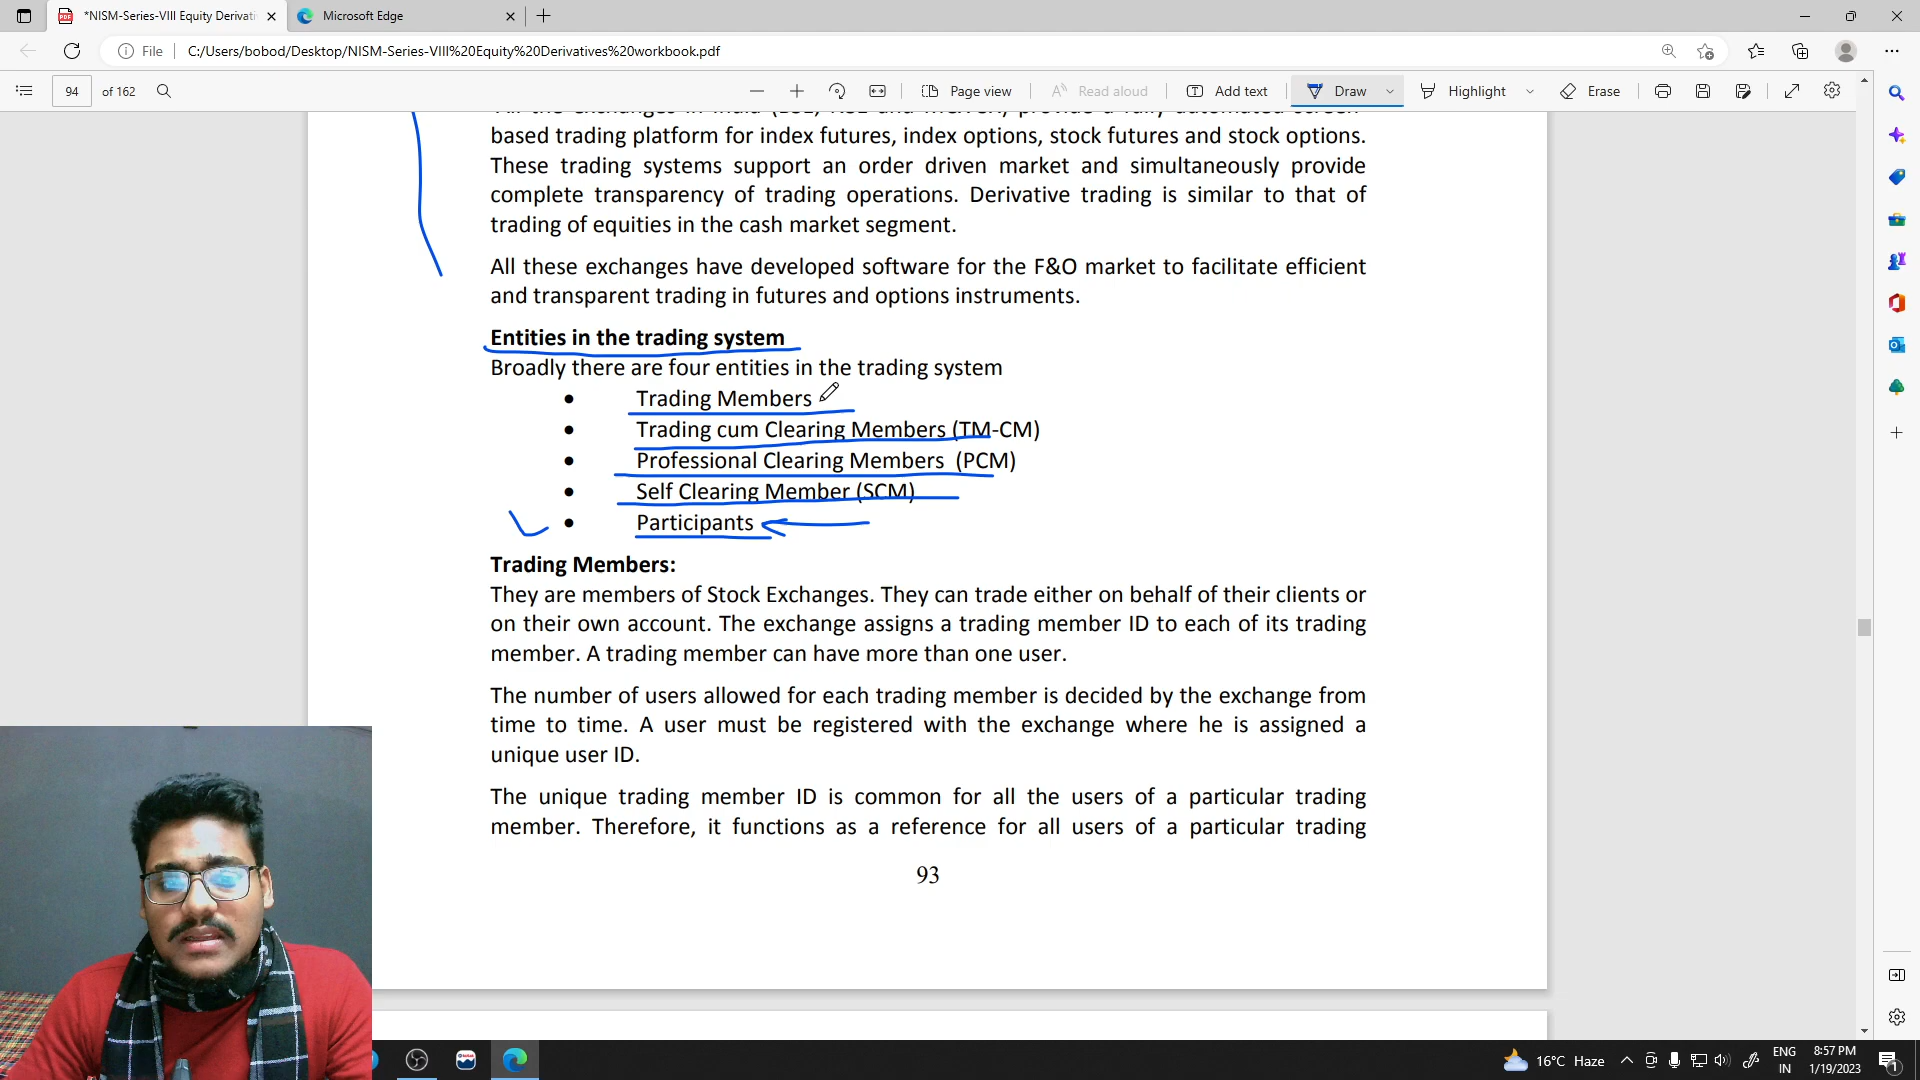 *NISM-Series-VIII Equity Derivati
Microsoft Edge
File
C:/Users/bobod/Desktop/NISM-Series-VIII%20Equity%20Derivatives%20workbook.pdf
94 of 162
Page view
Read aloud
Add text
Draw
Highlight
Erase
based trading platform for index futures, index options, stock futures and stock options.
These trading systems support an order driven market and simultaneously provide
complete transparency of trading operations. Derivative trading is similar to that of
trading of equities in the cash market segment.
All these exchanges have developed software for the F&O market to facilitate efficient
and transparent trading in futures and options instruments.
Entities in the trading system
Broadly there are four entities in the trading system
• Trading Members
• Trading cum Clearing Members (TM-CM)
• Professional Clearing Members (PCM)
• Self Clearing Member (SCM)
• Participants
Trading Members:
They are members of Stock Exchanges. They can trade either on behalf of their clients or
on their own account. The exchange assigns a trading member ID to each of its trading
member. A trading member can have more than one user.
The number of users allowed for each trading member is decided by the exchange from
time to time. A user must be registered with the exchange where he is assigned a
unique user ID.
The unique trading member ID is common for all the users of a particular trading
member. Therefore, it functions as a reference for all users of a particular trading
93
16°C Haze
ENG
IN
8:57 PM
1/19/2023
1